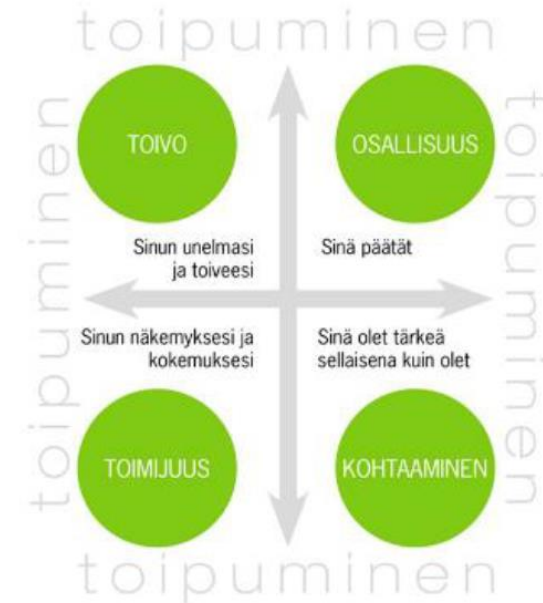 toipuminen
toipuminen
TOIVO
OSALLISUUS
toipuminen
Sinun unelmasi
ja toiveesi
Sinä päätät
Sinun näkemyksesi ja
kokemuksesi
Sinä olet tärkeä
sellaisena kuin olet
TOIMIJUUS
KOHTAAMINEN
toipuminen